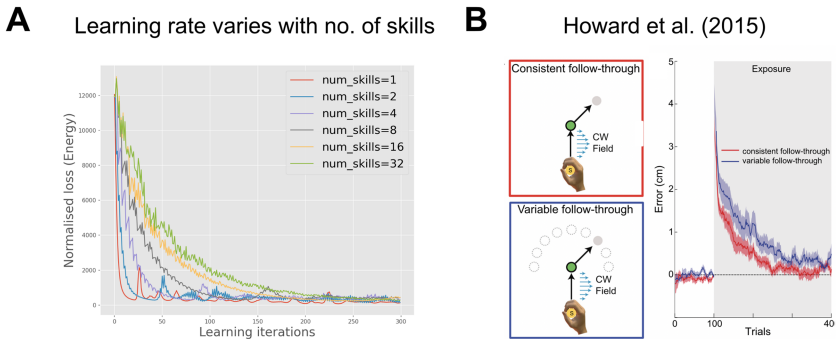 A
Learning rate varies with no. of skills
Normalised loss (Energy)
12000
10000
8000
6000
4000
2000
0
num_skills=1
num_skills=2
num_skills=4
num_skills=8
num_skills=16
num_skills=32
0 50 100 150 200 250 300
Learning iterations
B
Howard et al. (2015)
Consistent follow-through
CW
Field
S
Variable follow-through
CW
Field
S
Error (cm)
5
4
3
2
1
0
Exposure
consistent follow-through
variable follow-through
0 100 40
Trials